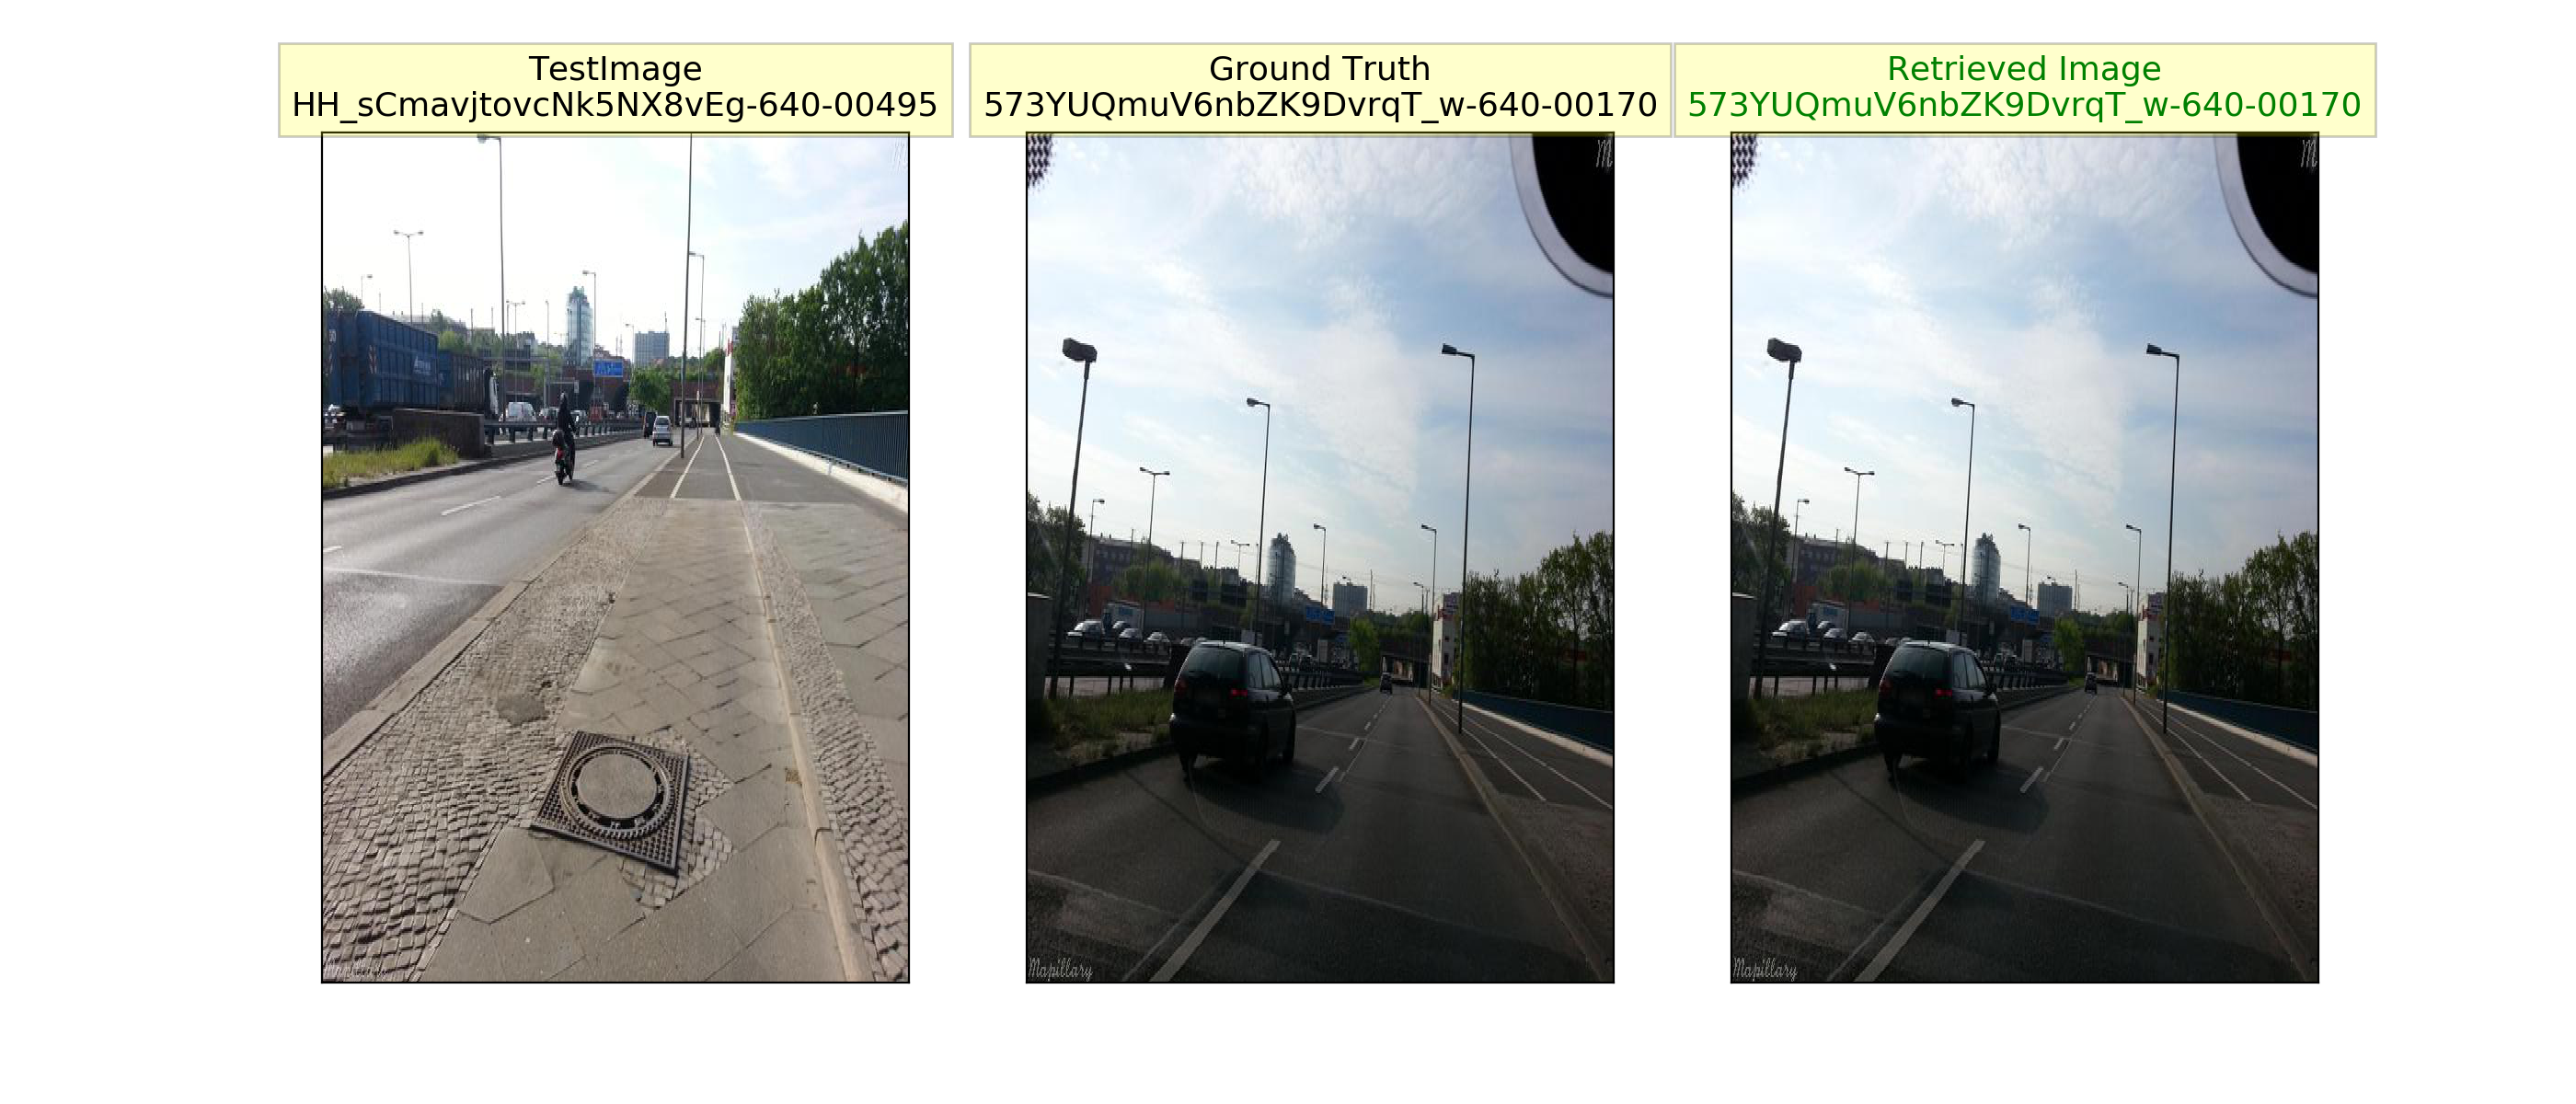 TestImage
HH_sCmavjtovcNk5NX8vEg-640-00495
Ground Truth
573YUQmuV6nbZK9DvrqT_w-640-00170
Retrieved Image
573YUQmuV6nbZK9DvrqT_w-640-00170
M
M
Mapillary
Mapillary